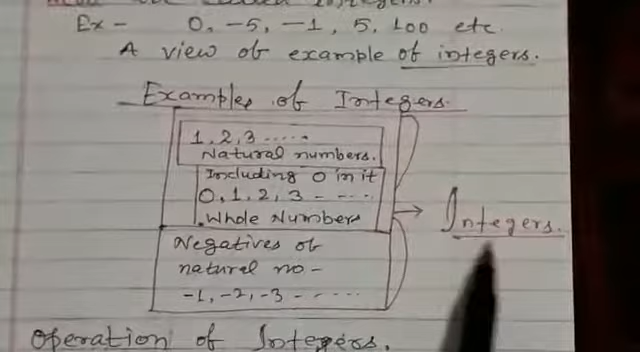 Ex - 0, -5, -1, 5, 100 etc.
A view of example of integers.
Examples of Integers.
1, 2, 3 .....
Natural numbers.
Including 0 in it
0, 1, 2, 3 - ....
Whole Numbers
Negatives of
natural no -
-1, -2, -3 - .....
Integers.
Operation of Integers.